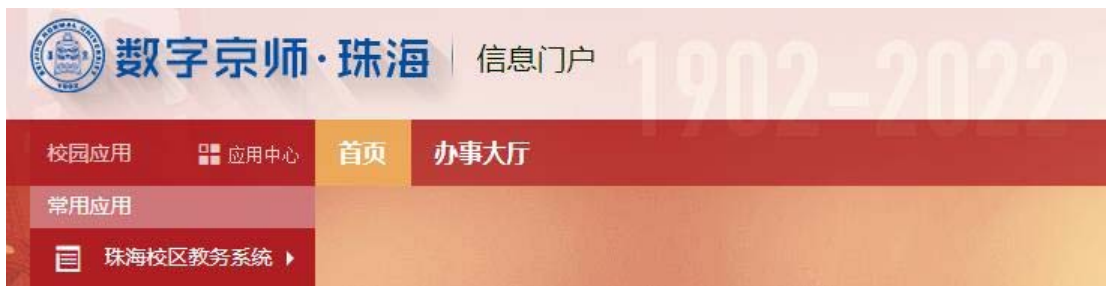 数字京师·珠海 信息门户
1902-2022
校园应用 应用中心 首页 办事大厅
常用应用
珠海校区教务系统